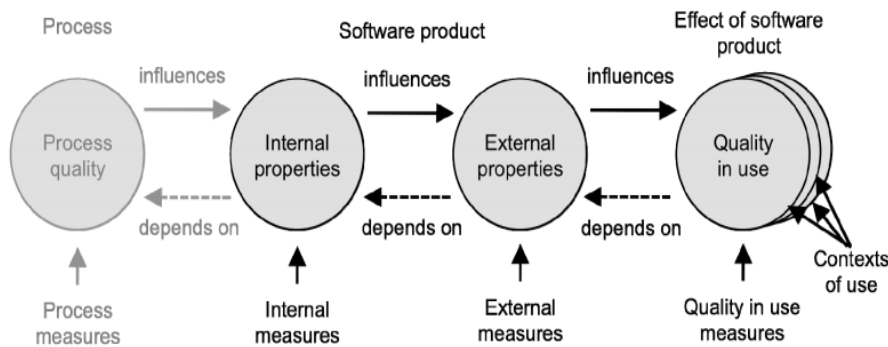 Process
Software product
Effect of software
product
influences
influences
influences
Process
quality
Internal
properties
External
properties
Quality
in use
depends on
depends on
depends on
Contexts
of use
Process
measures
Internal
measures
External
measures
Quality in use
measures